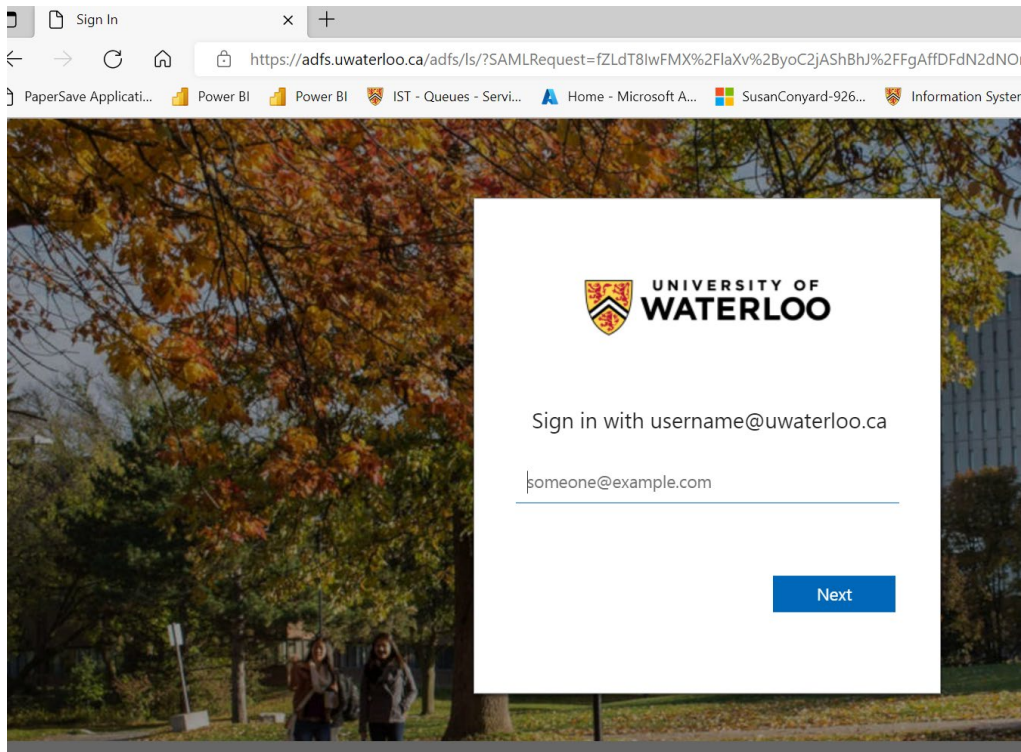 Sign In
https://adfs.uwaterloo.ca/adfs/ls/?SAMLRequest=fZLdT8IwFMX%2FlaXv%2ByoC2jAShBhJ%2FFgAffDFdN2dNO
PaperSave Applicati... Power BI Power BI IST - Queues - Servi... Home - Microsoft A... SusanConyard-926... Information System
UNIVERSITY OF
WATERLOO
Sign in with username@uwaterloo.ca
someone@example.com
Next